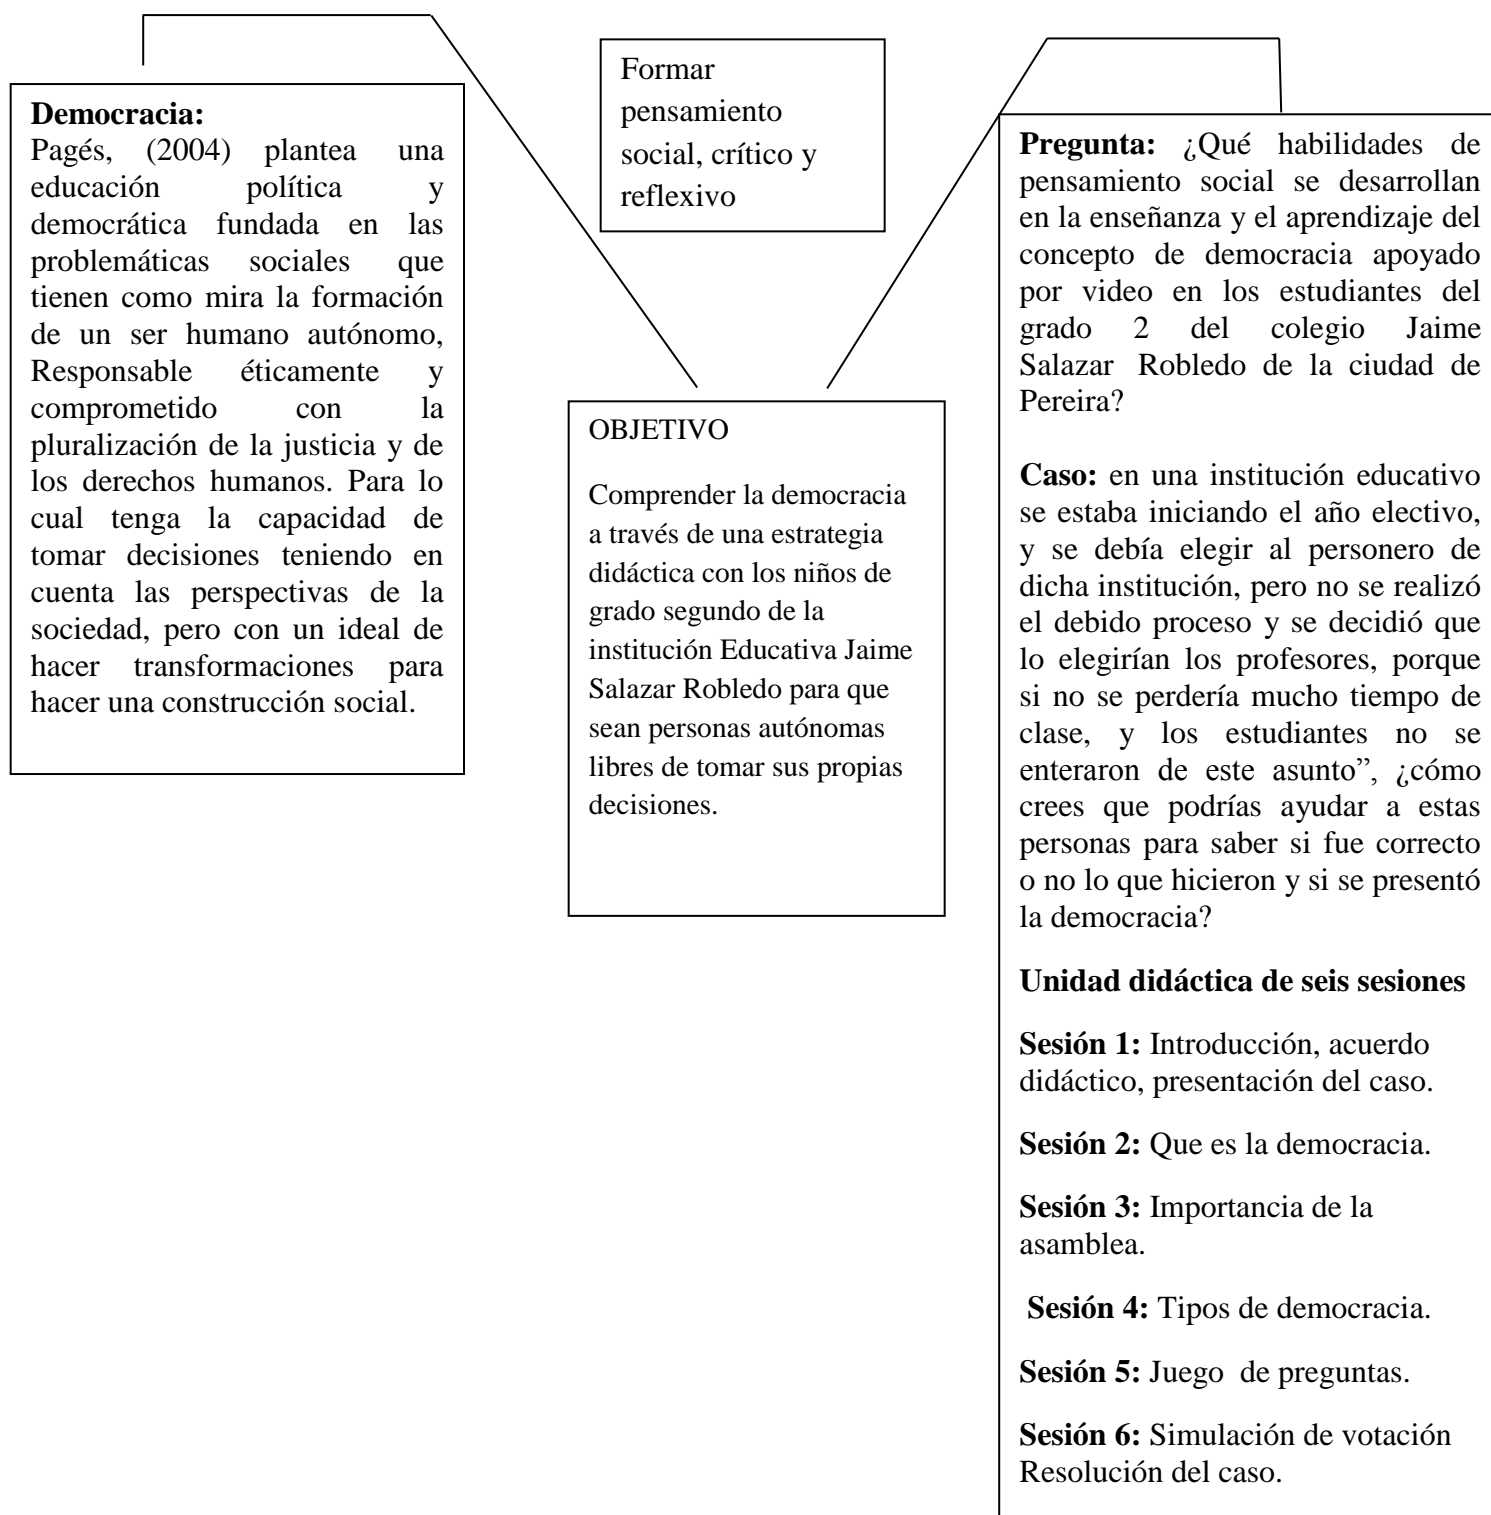 Democracia:
Pagés, (2004) plantea una
educación política y
democrática fundada en las
problemáticas sociales que
tienen como mira la formación
de un ser humano autónomo,
Responsable éticamente y
comprometido con la
pluralización de la justicia y de
los derechos humanos. Para lo
cual tenga la capacidad de
tomar decisiones teniendo en
cuenta las perspectivas de la
sociedad, pero con un ideal de
hacer transformaciones para
hacer una construcción social.
Formar
pensamiento
social, crítico y
reflexivo
OBJETIVO
Comprender la democracia
a través de una estrategia
didáctica con los niños de
grado segundo de la
institución Educativa Jaime
Salazar Robledo para que
sean personas autónomas
libres de tomar sus propias
decisiones.
Pregunta: ¿Qué habilidades de
pensamiento social se desarrollan
en la enseñanza y el aprendizaje del
concepto de democracia apoyado
por video en los estudiantes del
grado 2 del colegio Jaime
Salazar Robledo de la ciudad de
Pereira?
Caso: en una institución educativo
se estaba iniciando el año electivo,
y se debía elegir al personero de
dicha institución, pero no se realizó
el debido proceso y se decidió que
lo elegirían los profesores, porque
si no se perdería mucho tiempo de
clase, y los estudiantes no se
enteraron de este asunto”, ¿cómo
crees que podrías ayudar a estas
personas para saber si fue correcto
o no lo que hicieron y si se presentó
la democracia?
Unidad didáctica de seis sesiones
Sesión 1: Introducción, acuerdo
didáctico, presentación del caso.
Sesión 2: Que es la democracia.
Sesión 3: Importancia de la
asamblea.
Sesión 4: Tipos de democracia.
Sesión 5: Juego de preguntas.
Sesión 6: Simulación de votación
Resolución del caso.